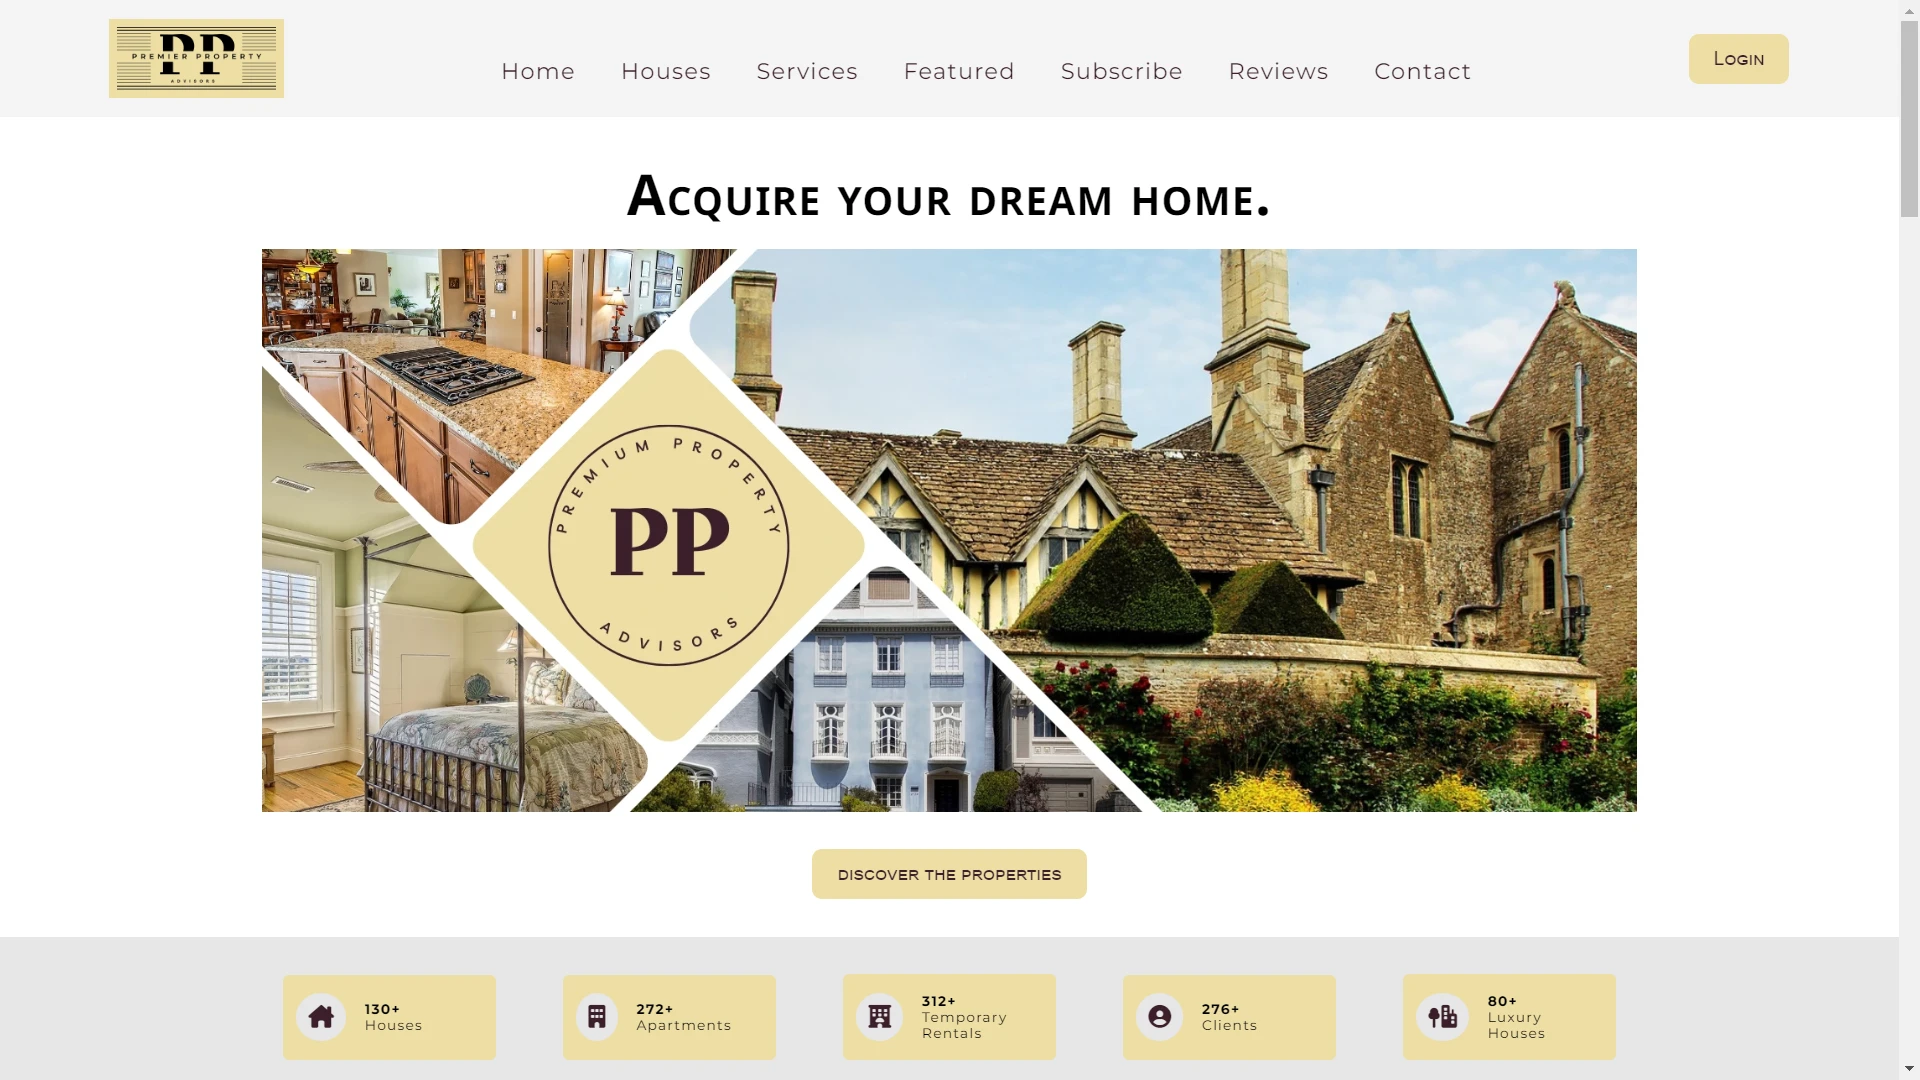 PP
PREMIER PROPERTY
ADVISORS
Home Houses Services Featured Subscribe Reviews Contact
Login
Acquire your dream home.
PREMIUM PROPERTY
PP
ADVISORS
DISCOVER THE PROPERTIES
130+
Houses
272+
Apartments
312+
Temporary
Rentals
276+
Clients
80+
Luxury
Houses